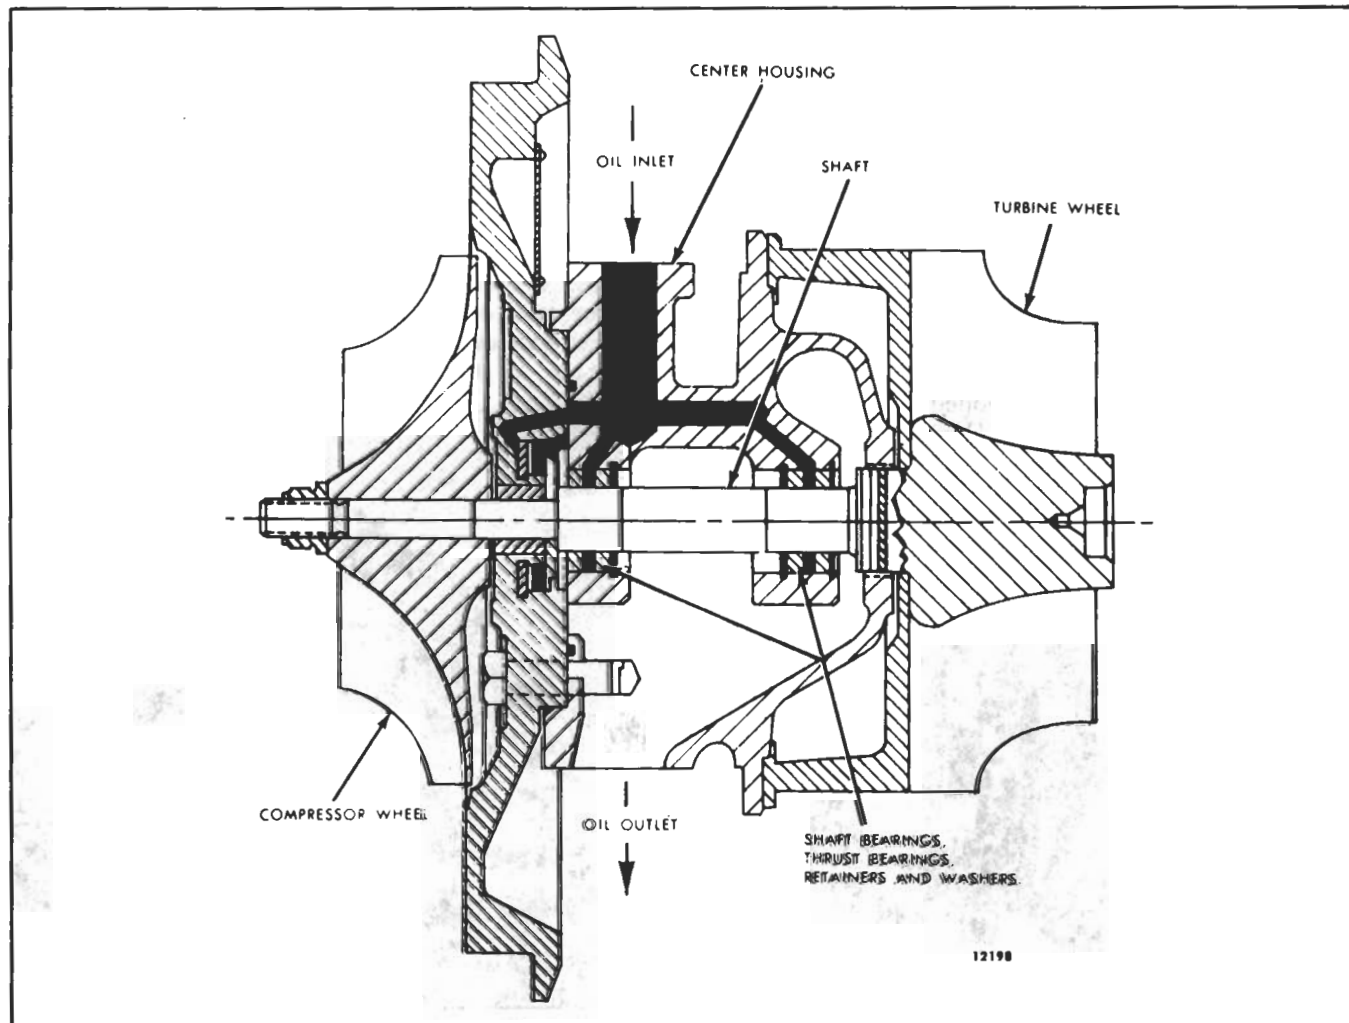 CENTER HOUSING
OIL INLET
SHAFT
TURBINE WHEEL
COMPRESSOR WHEEL
OIL OUTLET
SHAFT BEARINGS,
THRUST BEARINGS,
RETAINERS AND WASHERS.
12198